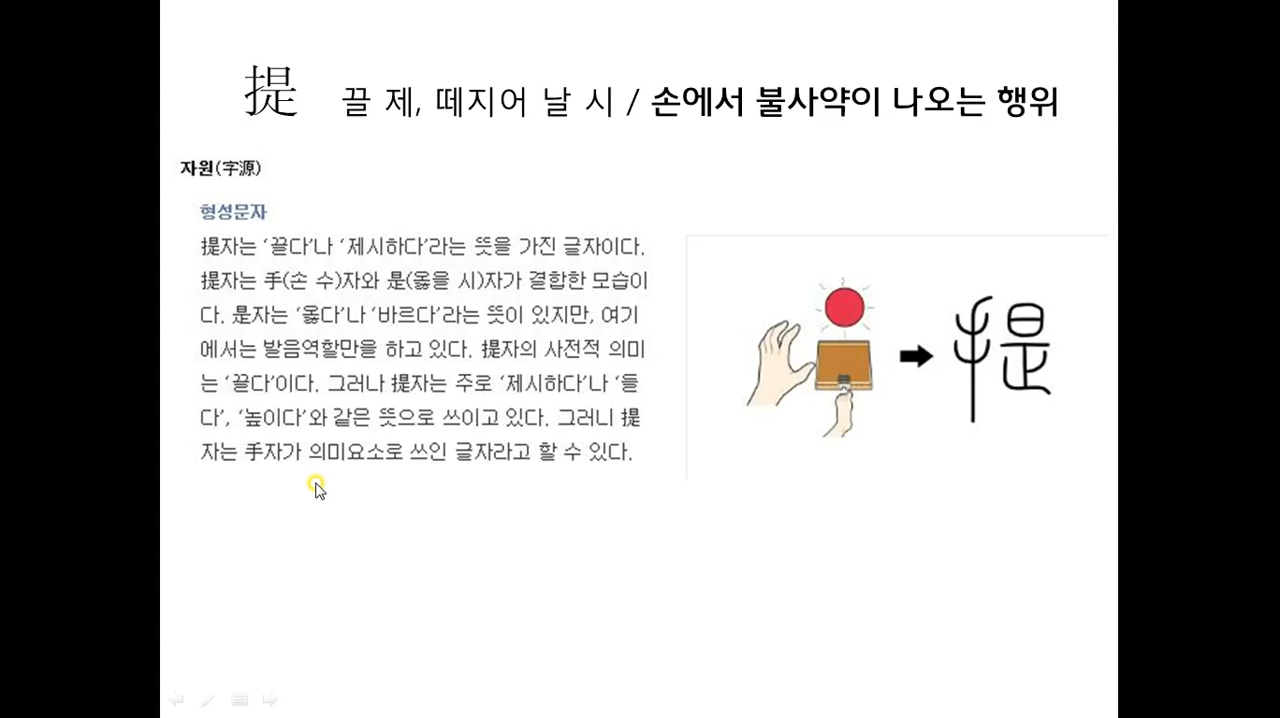 提 끌 제, 떼지어 날 시 / 손에서 불사약이 나오는 행위
자원(字源)
형성문자
提자는 ‘끌다’나 ‘제시하다’라는 뜻을 가진 글자이다.
提자는 手(손 수)자와 是(옳을 시)자가 결합한 모습이
다. 是자는 ‘옳다’나 ‘바르다’라는 뜻이 있지만, 여기
에서는 발음역할만을 하고 있다. 提자의 사전적 의미
는 ‘끌다’이다. 그러나 提자는 주로 ‘제시하다’나 ‘들
다’, ‘높이다’와 같은 뜻으로 쓰이고 있다. 그러니 提
자는 手자가 의미요소로 쓰인 글자라고 할 수 있다.
提